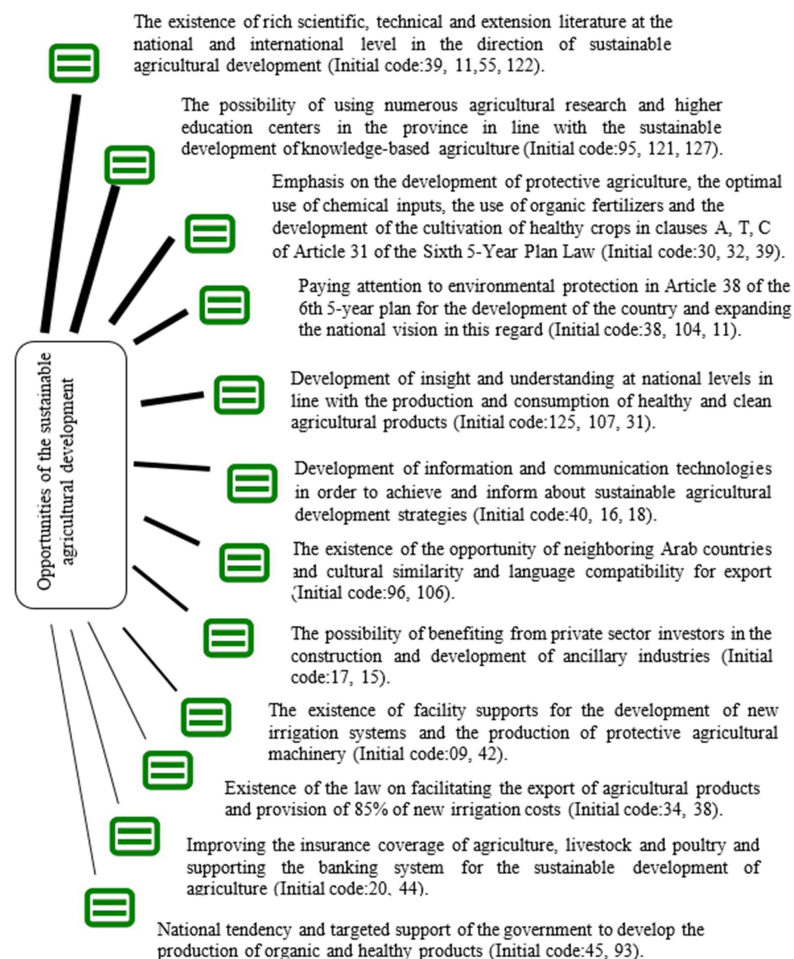 The existence of rich scientific, technical and extension literature at the
national and international level in the direction of sustainable
agricultural development (Initial code:39, 11,55, 122).
The possibility of using numerous agricultural research and higher
education centers in the province in line with the sustainable
development of knowledge-based agriculture (Initial code:95, 121, 127).
Emphasis on the development of protective agriculture, the optimal
use of chemical inputs, the use of organic fertilizers and the
development of the cultivation of healthy crops in clauses A, T, C
of Article 31 of the Sixth 5-Year Plan Law (Initial code:30, 32, 39).
Paying attention to environmental protection in Article 38 of the
6th 5-year plan for the development of the country and expanding
the national vision in this regard (Initial code:38, 104, 11).
Opportunities of the sustainable
agricultural development
Development of insight and understanding at national levels in
line with the production and consumption of healthy and clean
agricultural products (Initial code:125, 107, 31).
Development of information and communication technologies
in order to achieve and inform about sustainable agricultural
development strategies (Initial code:40, 16, 18).
The existence of the opportunity of neighboring Arab countries
and cultural similarity and language compatibility for export
(Initial code:96, 106).
The possibility of benefiting from private sector investors in the
construction and development of ancillary industries (Initial
code:17, 15).
The existence of facility supports for the development of new
irrigation systems and the production of protective agricultural
machinery (Initial code:09, 42).
Existence of the law on facilitating the export of agricultural products
and provision of 85% of new irrigation costs (Initial code:34, 38).
Improving the insurance coverage of agriculture, livestock and poultry and
supporting the banking system for the sustainable development of
agriculture (Initial code:20, 44).
National tendency and targeted support of the government to develop the
production of organic and healthy products (Initial code:45, 93).